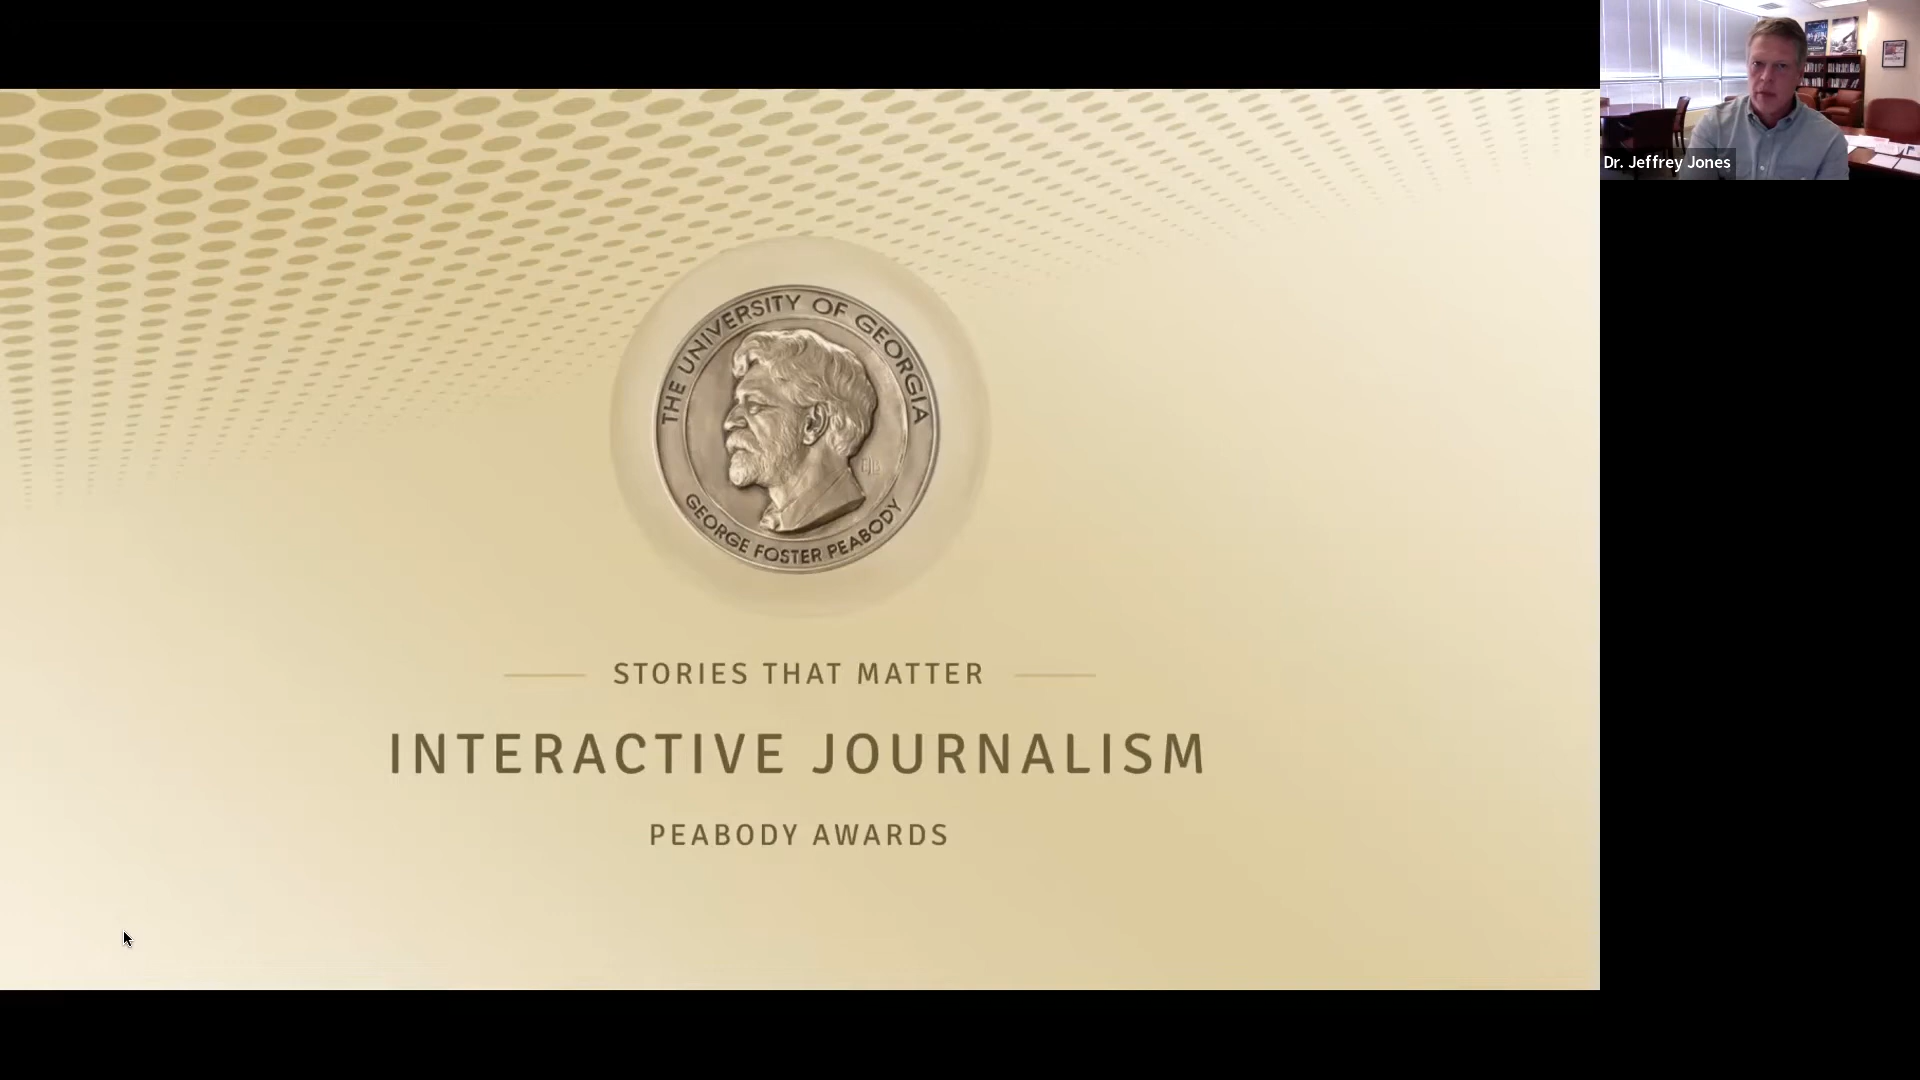 THE UNIVERSITY OF GEORGIA
GEORGE FOSTER PEABODY
STORIES THAT MATTER
INTERACTIVE JOURNALISM
PEABODY AWARDS
Dr. Jeffrey Jones